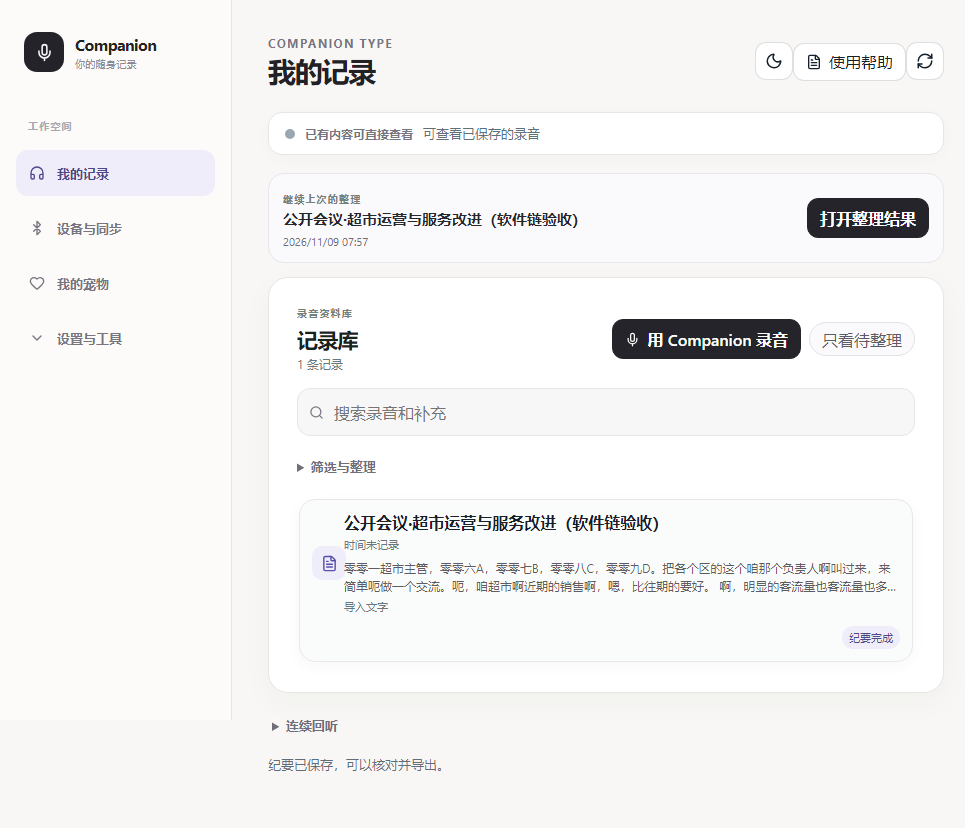 Companion
你的随身记录
工作空间
我的记录
设备与同步
我的宠物
设置与工具
COMPANION TYPE
我的记录
使用帮助
已有内容可直接查看 可查看已保存的录音
继续上次的整理
公开会议·超市运营与服务改进（软件链验收）
2026/11/09 07:57
打开整理结果
录音资料库
记录库
1 条记录
用 Companion 录音
只看待整理
搜索录音和补充
筛选与整理
公开会议·超市运营与服务改进（软件链验收）
时间未记录
零零一超市主管，零零六A，零零七B，零零八C，零零九D。把各个区的这个咱那个负责人啊叫过来，来
简单呃做一个交流。呃，咱超市啊近期的销售啊，嗯，比往期的要好。 啊，明显的客流量也客流量也多...
导入文字
纪要完成
连续回听
纪要已保存，可以核对并导出。